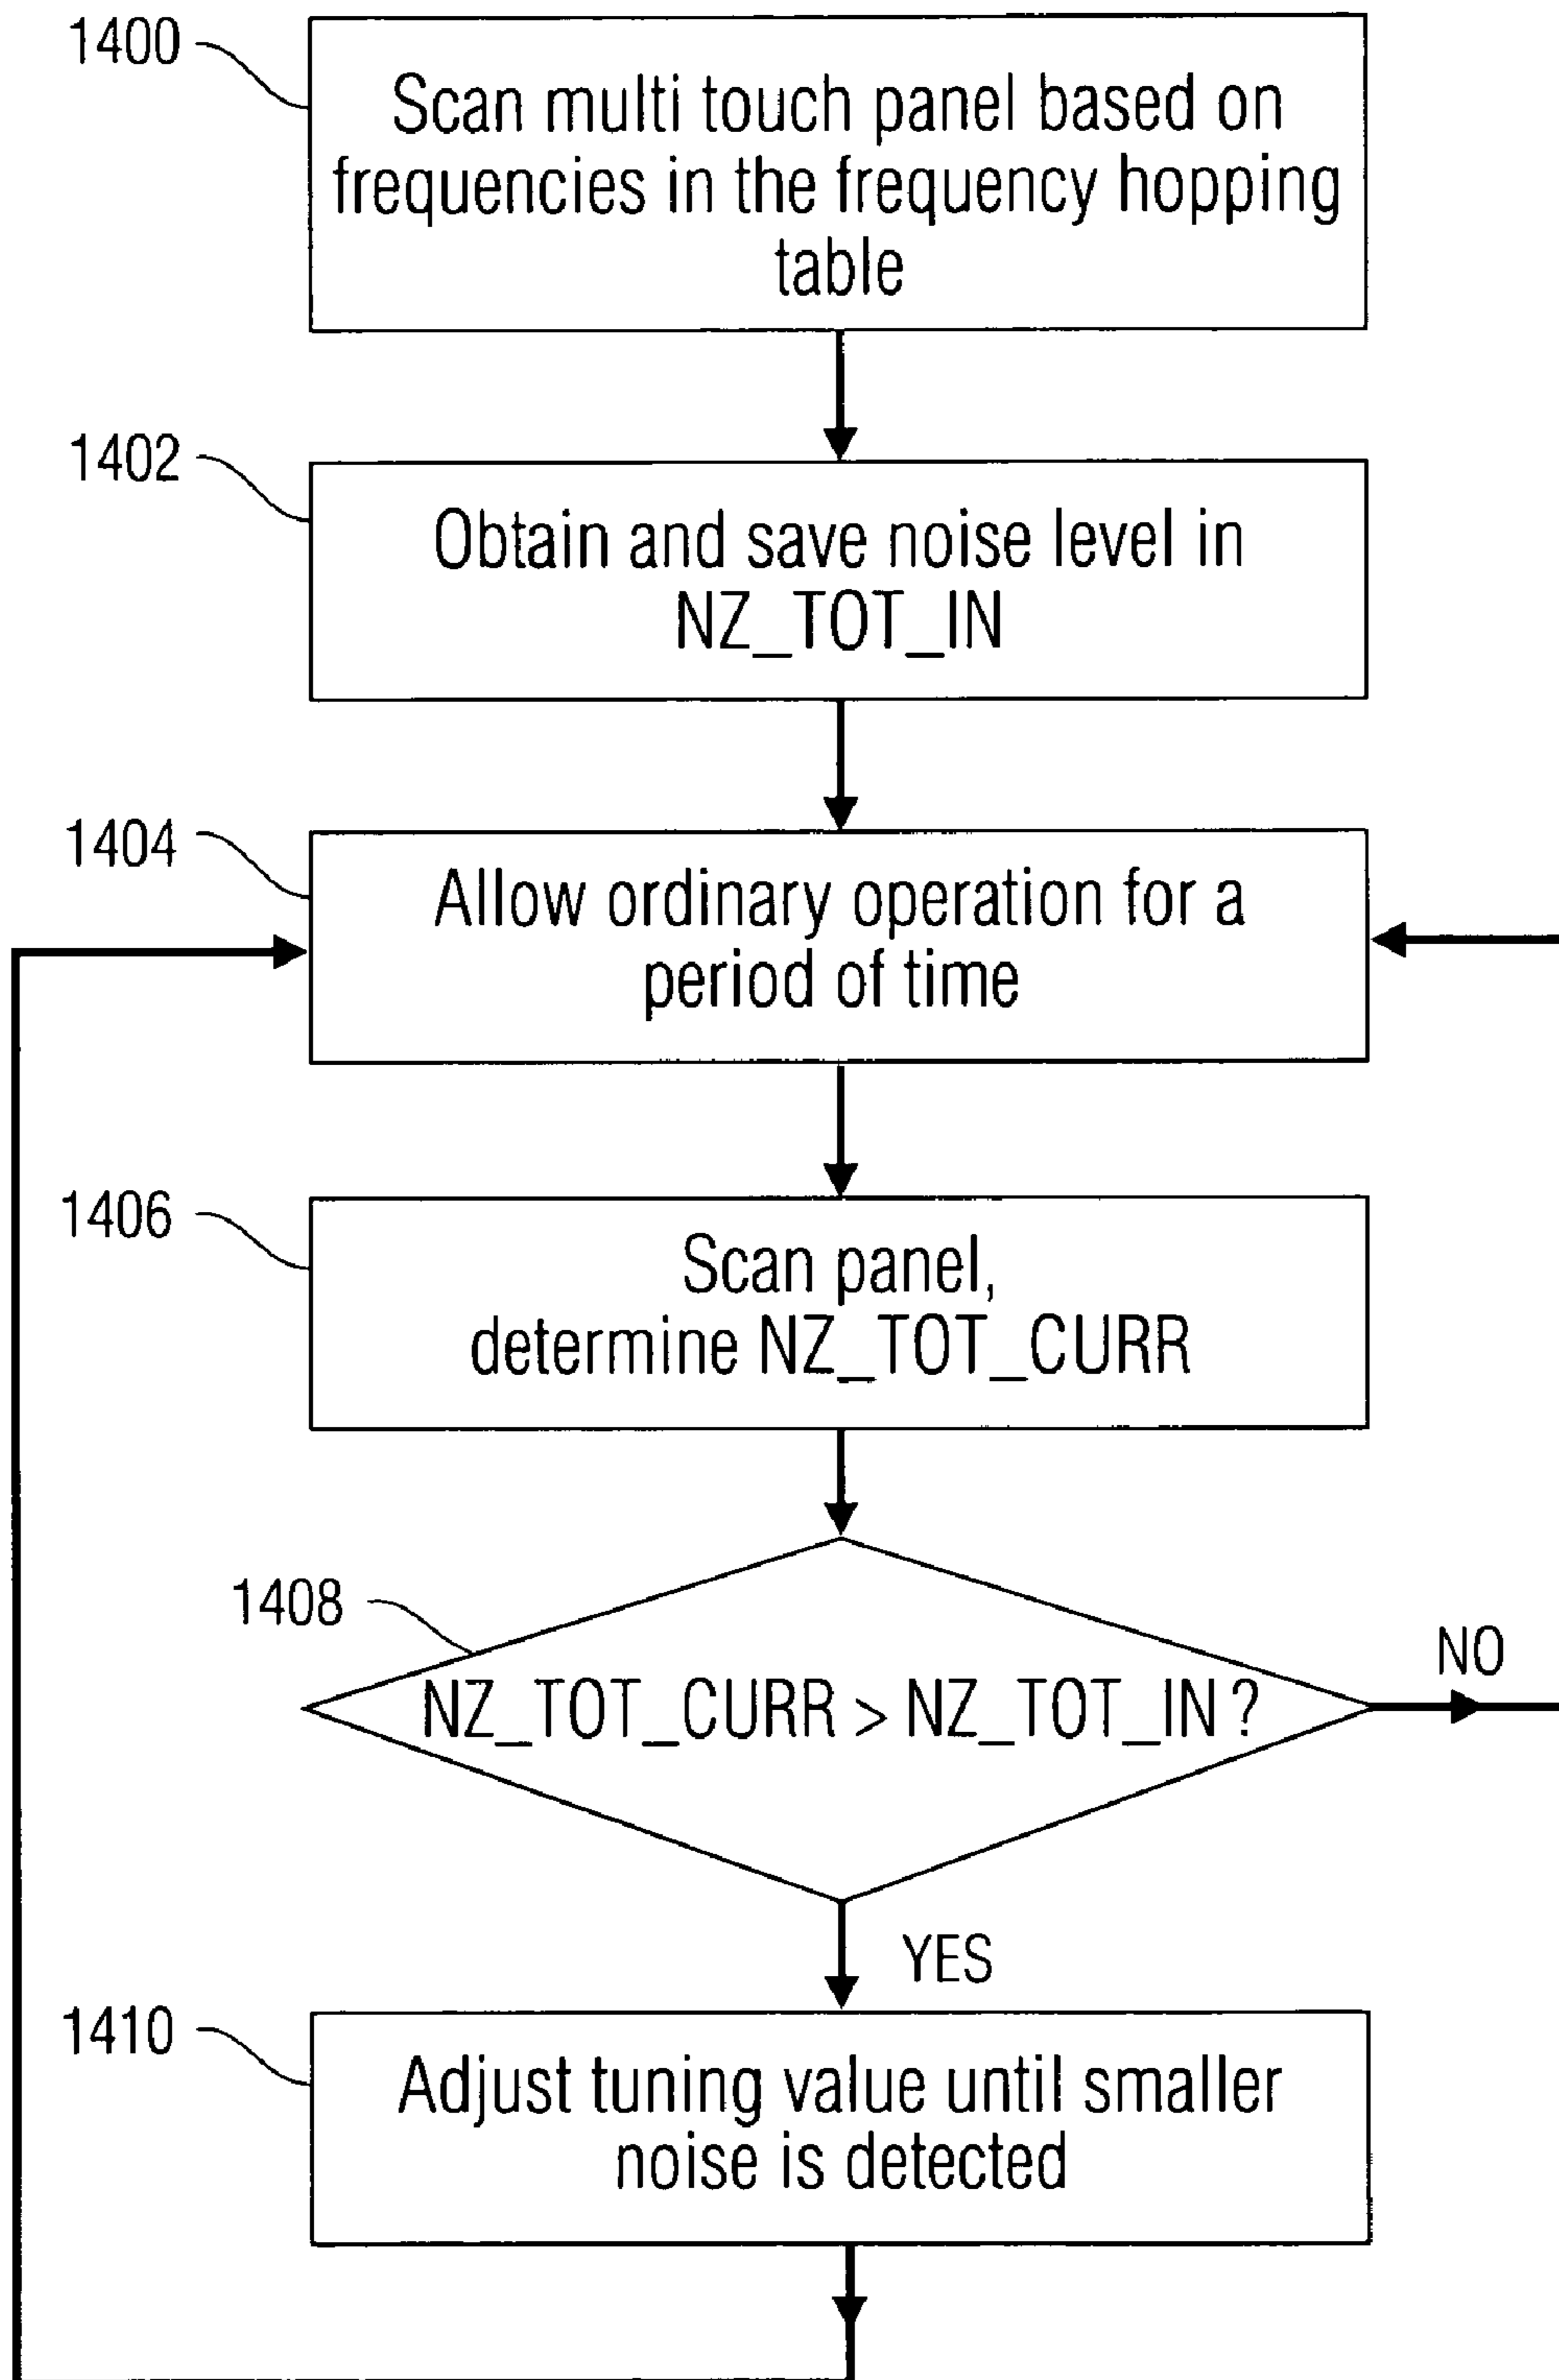 1400
Scan multi touch panel based on
frequencies in the frequency hopping
table
1402
Obtain and save noise level in
NZ_TOT_IN
1404
Allow ordinary operation for a
period of time
1406
Scan panel,
determine NZ_TOT_CURR
1408
NZ_TOT_CURR > NZ_TOT_IN ?
NO
YES
1410
Adjust tuning value until smaller
noise is detected